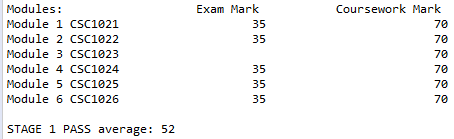 Modules: Exam Mark Coursework Mark
Module 1 CSC1021 35 70
Module 2 CSC1022 35 70
Module 3 CSC1023 70
Module 4 CSC1024 35 70
Module 5 CSC1025 35 70
Module 6 CSC1026 35 70
STAGE 1 PASS average: 52